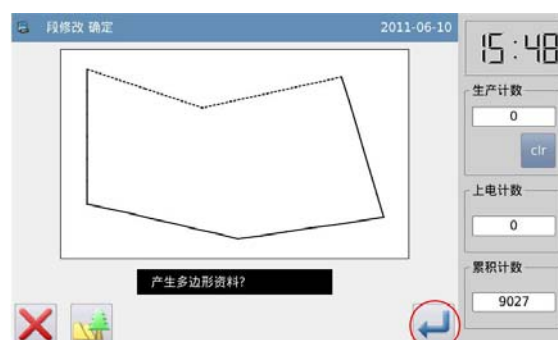 段修改 确定
2011-06-10
15:48
生产计数
0
clr
上电计数
0
累积计数
9027
产生多边形资料?